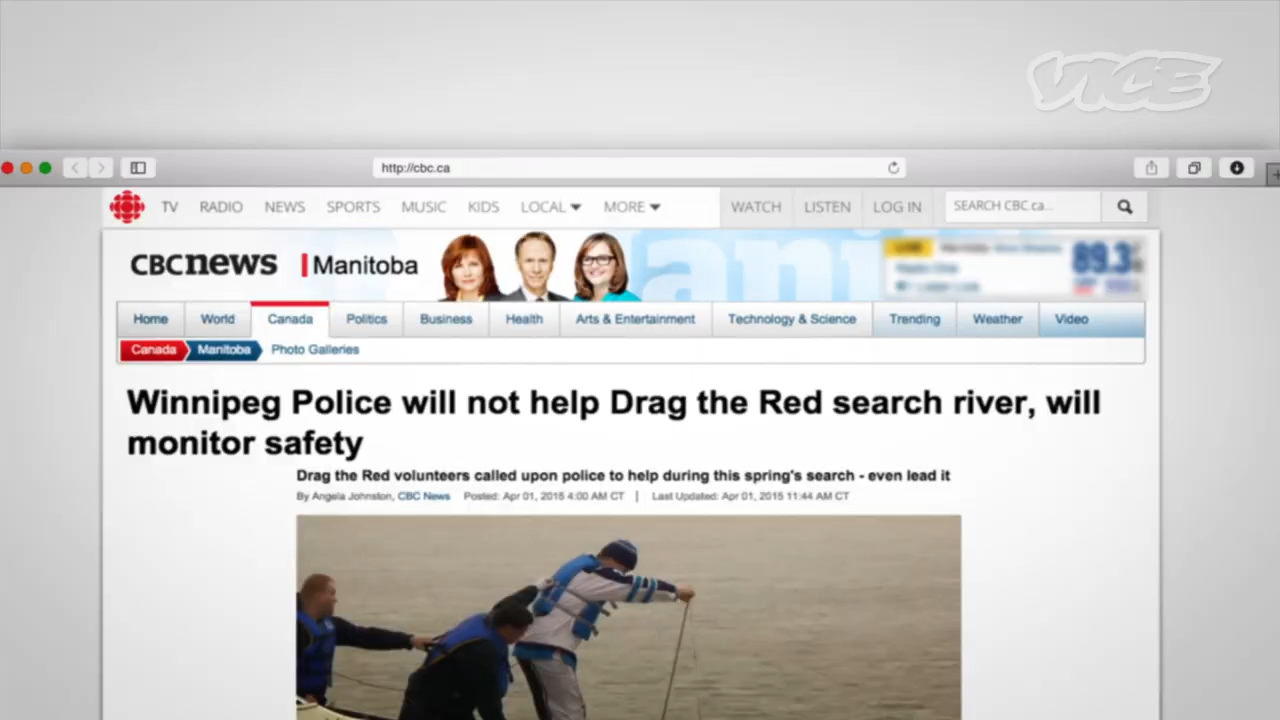 VICE
http://cbc.ca
TV RADIO NEWS SPORTS MUSIC KIDS LOCAL MORE WATCH LISTEN LOG IN SEARCH CBC.ca...
CBCnews Manitoba
89.3
Home World Canada Politics Business Health Arts & Entertainment Technology & Science Trending Weather Video
Canada Manitoba Photo Galleries
Winnipeg Police will not help Drag the Red search river, will
monitor safety
Drag the Red volunteers called upon police to help during this spring's search - even lead it
By Angela Johnston, CBC News Posted: Apr 01, 2015 4:00 AM CT | Last Updated: Apr 01, 2015 11:44 AM CT